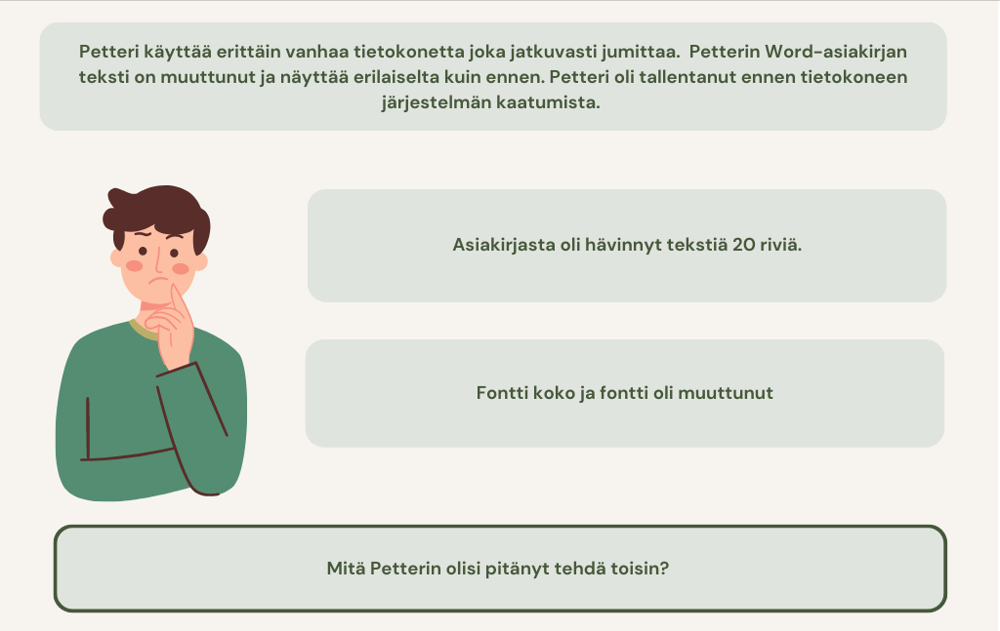 Petteri käyttää erittäin vanhaa tietokonetta joka jatkuvasti jumittaa.  Petterin Word-asiakirjan
teksti on muuttunut ja näyttää erilaiselta kuin ennen. Petteri oli tallentanut ennen tietokoneen
järjestelmän kaatumista.
Asiakirjasta oli hävinnyt tekstiä 20 riviä.
Fontti koko ja fontti oli muuttunut
Mitä Petterin olisi pitänyt tehdä toisin?